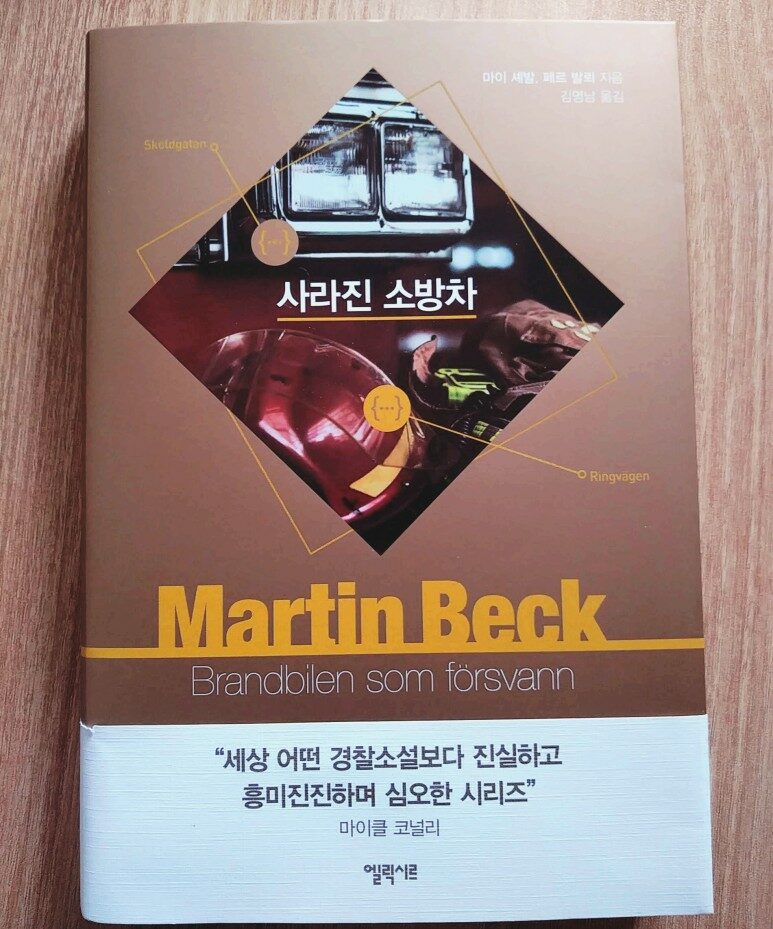 마이 셰발, 페르 발뢰 지음
김명남 옮김
Sköldgatan
사라진 소방차
Ringvägen
Martin Beck
Brandbilen som försvann
“세상 어떤 경찰소설보다 진실하고
흥미진진하며 심오한 시리즈”
마이클 코널리
엘릭시르